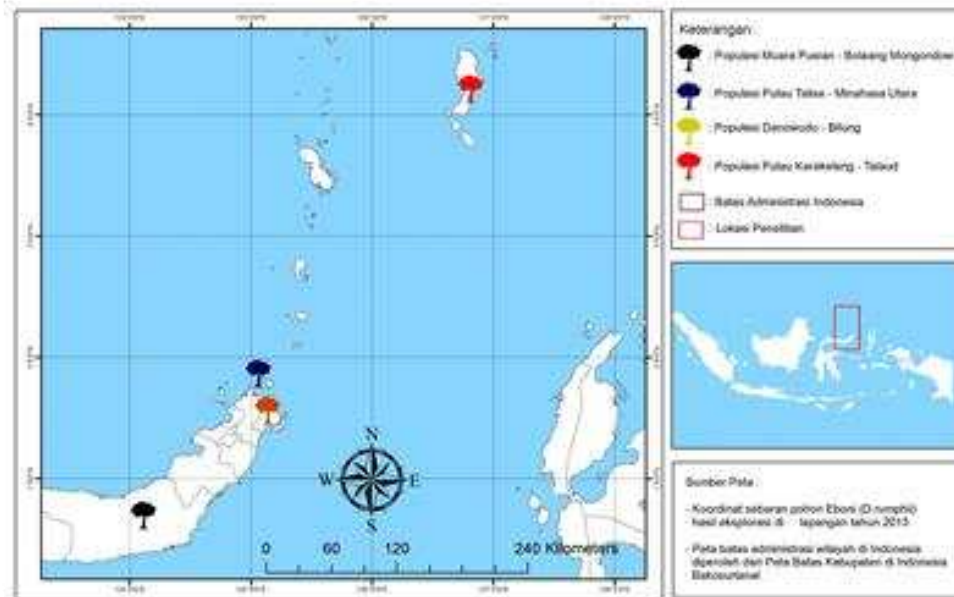 Keterangan :
: Populasi Muara Pusian - Bolaang Mongondow
: Populasi Pulau Talise - Minahasa Utara
: Populasi Danowudu - Bitung
: Populasi Pulau Karakelang - Talaud
: Batas Administrasi Indonesia
: Lokasi Penelitian
N
W E
S
0 60 120 240 Kilometers
Sumber Peta :
- Koordinat sebaran pohon Eboni (D.rumphii)
hasil eksplorasi di lapangan tahun 2013
- Peta batas administrasi wilayah di Indonesia
diperoleh dari Peta Batas Kabupaten di Indonesia
Bakosurtanal